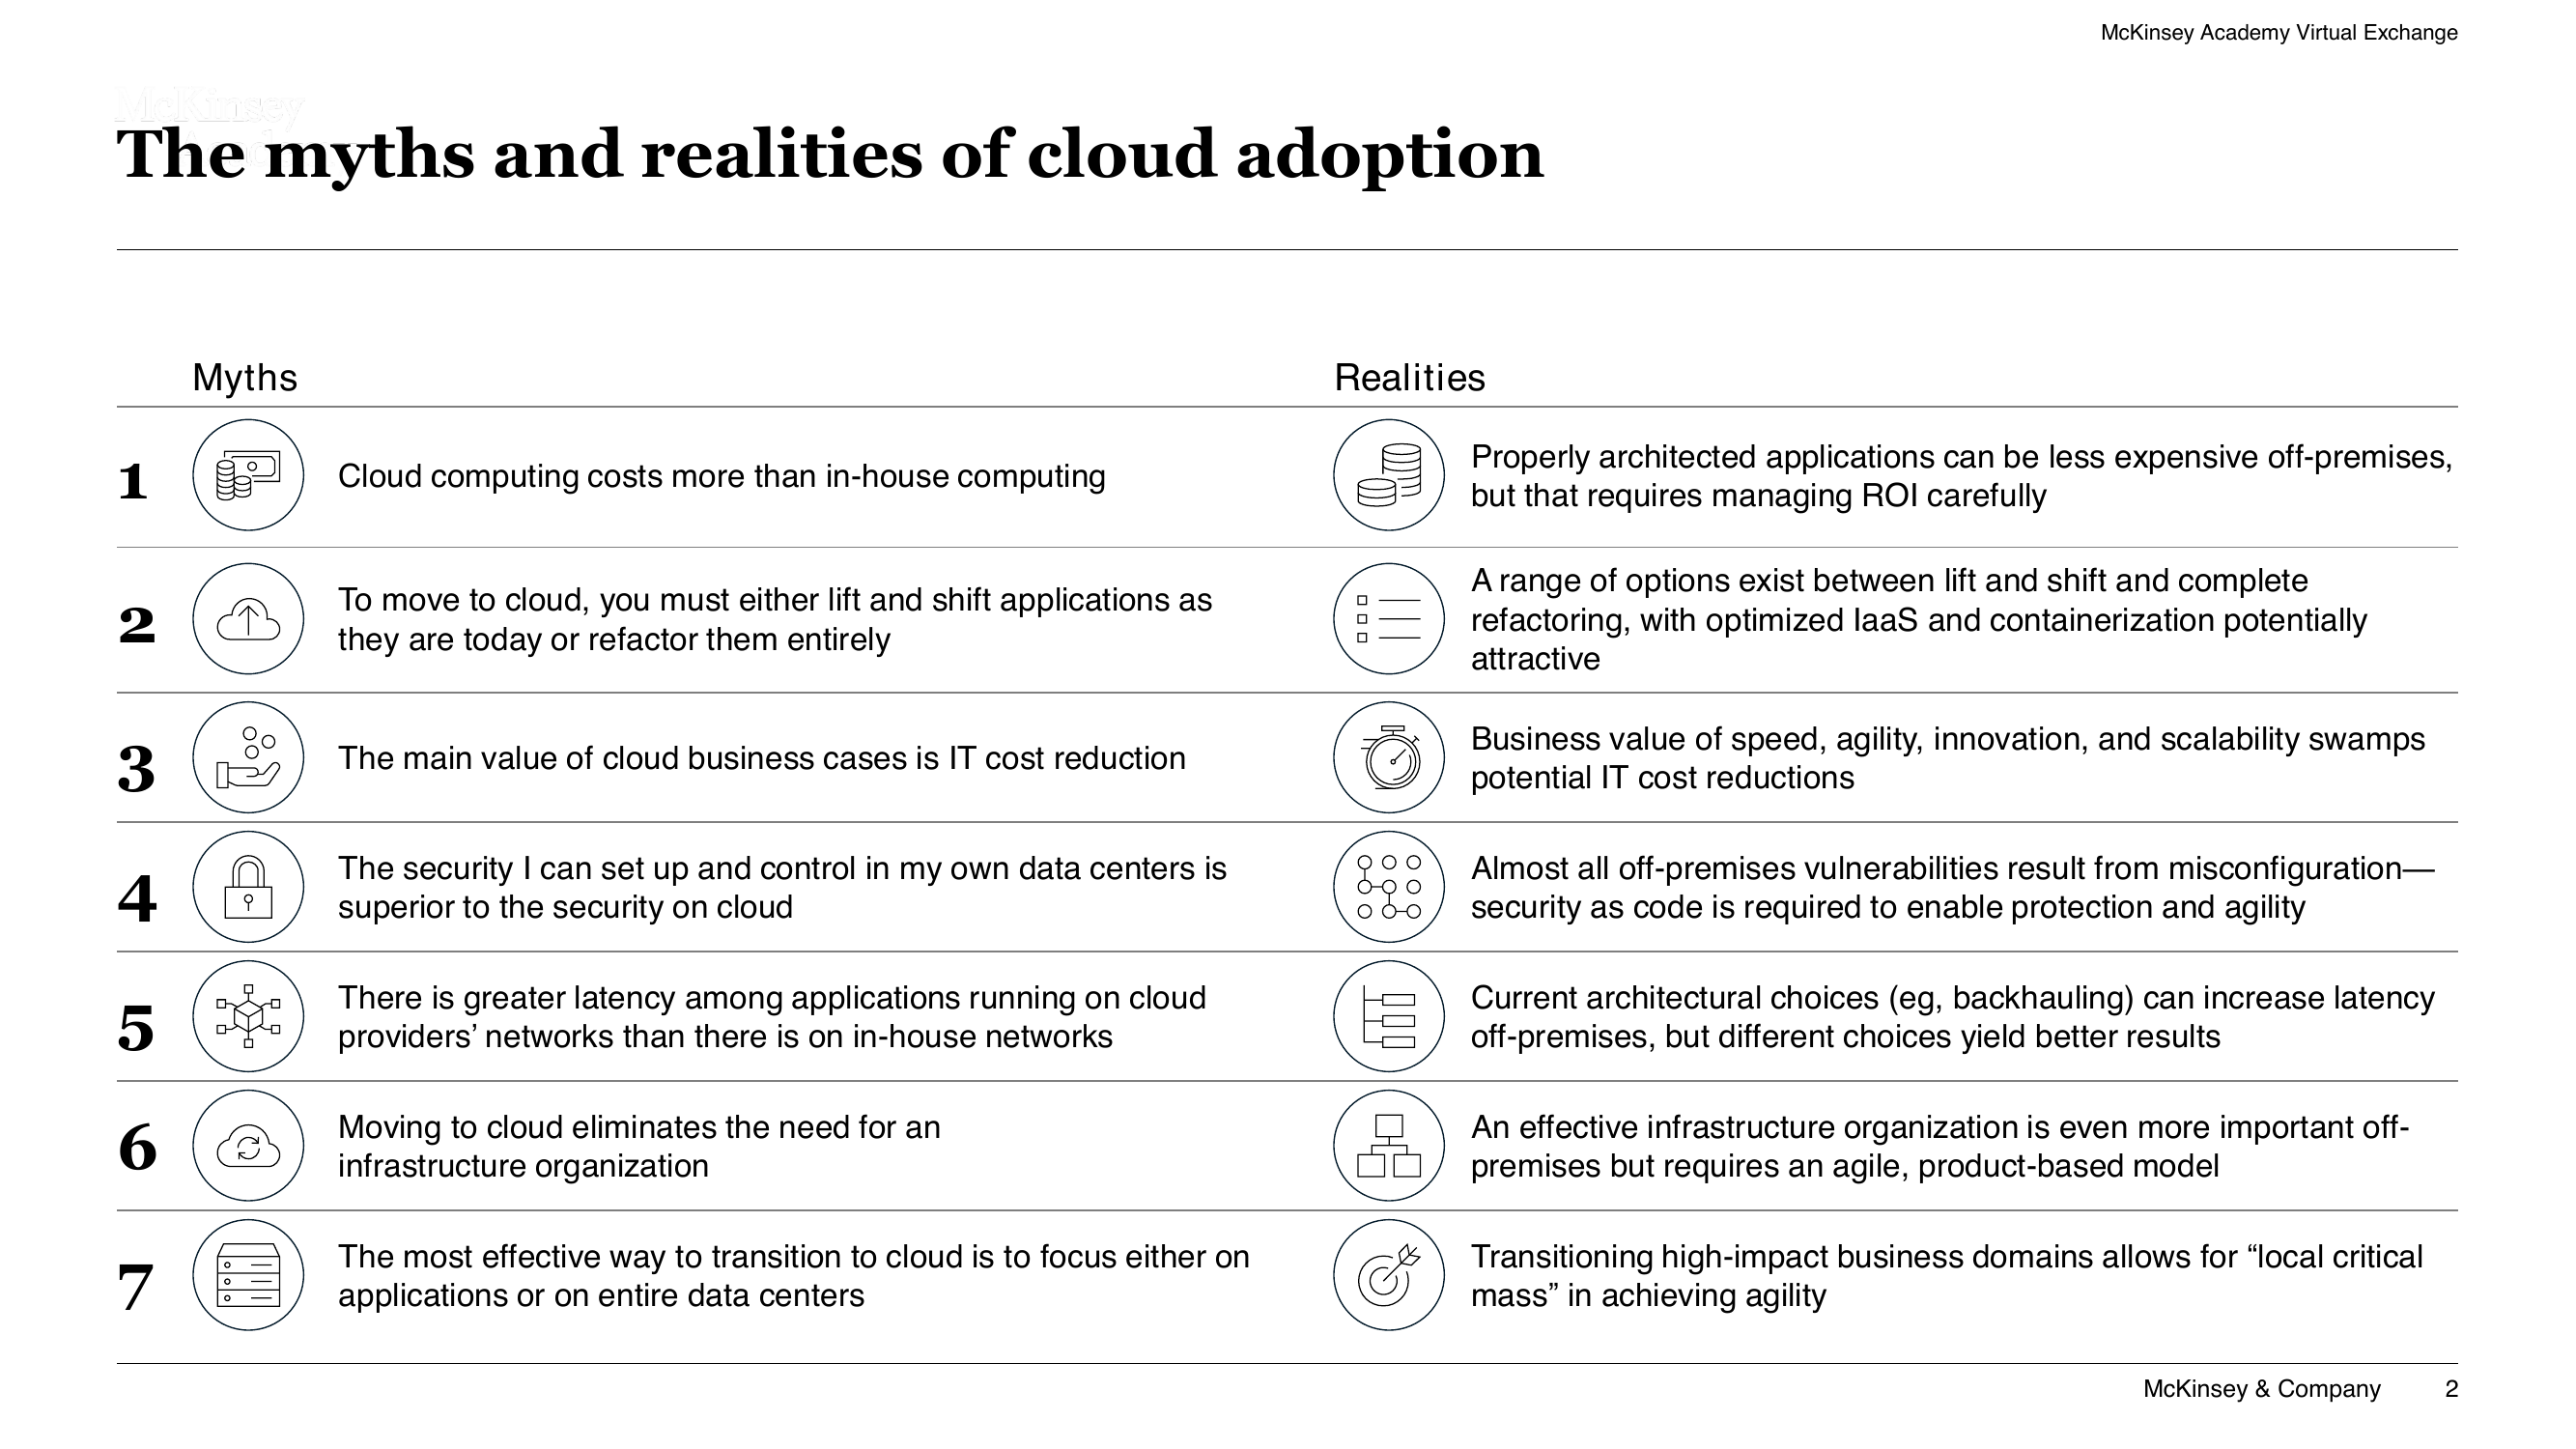 McKinsey Academy Virtual Exchange
McKinsey
The myths and realities of cloud adoption
Myths
Realities
1
Cloud computing costs more than in-house computing
Properly architected applications can be less expensive off-premises,
but that requires managing ROI carefully
2
To move to cloud, you must either lift and shift applications as
they are today or refactor them entirely
A range of options exist between lift and shift and complete
refactoring, with optimized IaaS and containerization potentially
attractive
3
The main value of cloud business cases is IT cost reduction
Business value of speed, agility, innovation, and scalability swamps
potential IT cost reductions
4
The security I can set up and control in my own data centers is
superior to the security on cloud
Almost all off-premises vulnerabilities result from misconfiguration—
security as code is required to enable protection and agility
5
There is greater latency among applications running on cloud
providers’ networks than there is on in-house networks
Current architectural choices (eg, backhauling) can increase latency
off-premises, but different choices yield better results
6
Moving to cloud eliminates the need for an
infrastructure organization
An effective infrastructure organization is even more important off-
premises but requires an agile, product-based model
7
The most effective way to transition to cloud is to focus either on
applications or on entire data centers
Transitioning high-impact business domains allows for “local critical
mass” in achieving agility
McKinsey & Company 2